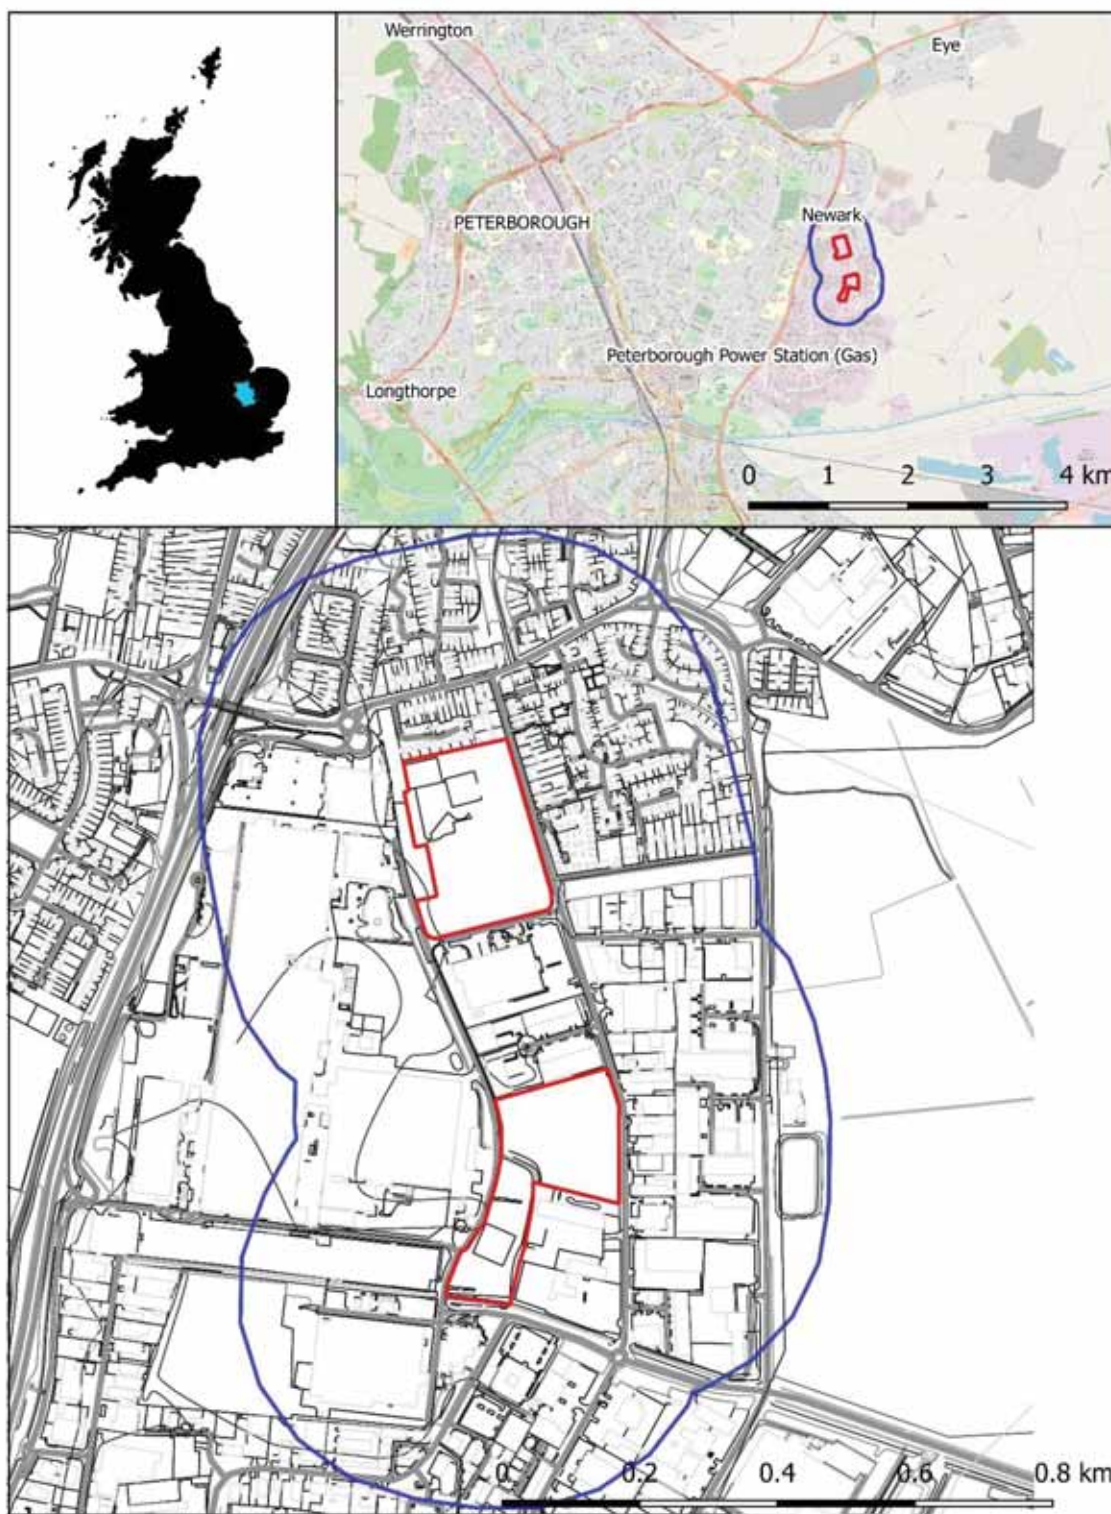 Werrington
Eye
PETERBOROUGH
Newark
Peterborough Power Station (Gas)
Longthorpe
0 1 2 3 4 km
0 0.2 0.4 0.6 0.8 km